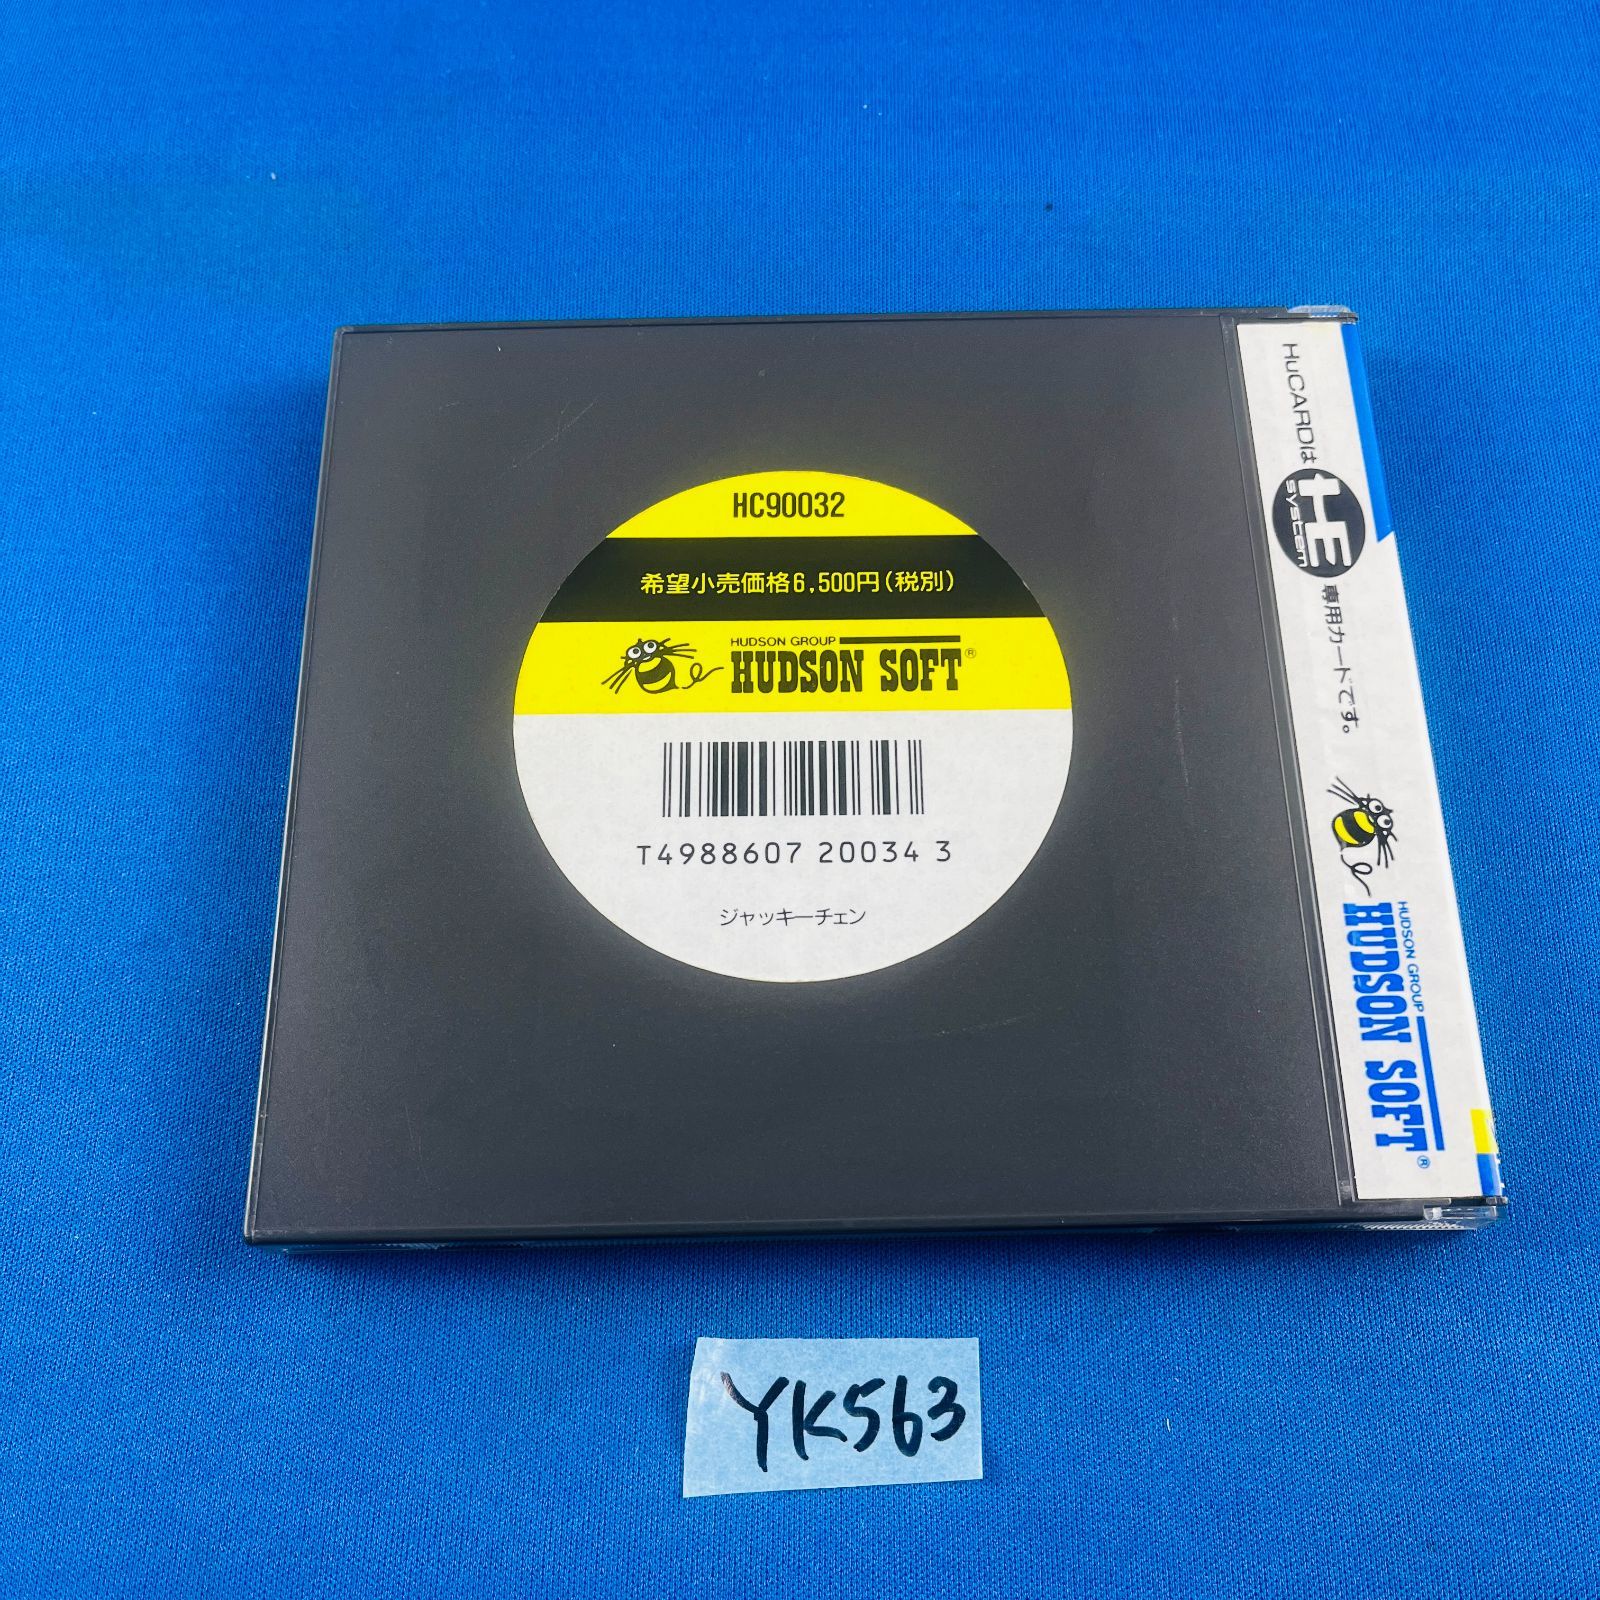 HC90032
希望小売価格6,500円(税別)
HUDSON GROUP
HUDSON SOFT®
T4988607 20034 3
ジャッキーチェン
HuCARDは HE system 専用カードです。
HUDSON GROUP
HUDSON SOFT®
YK563